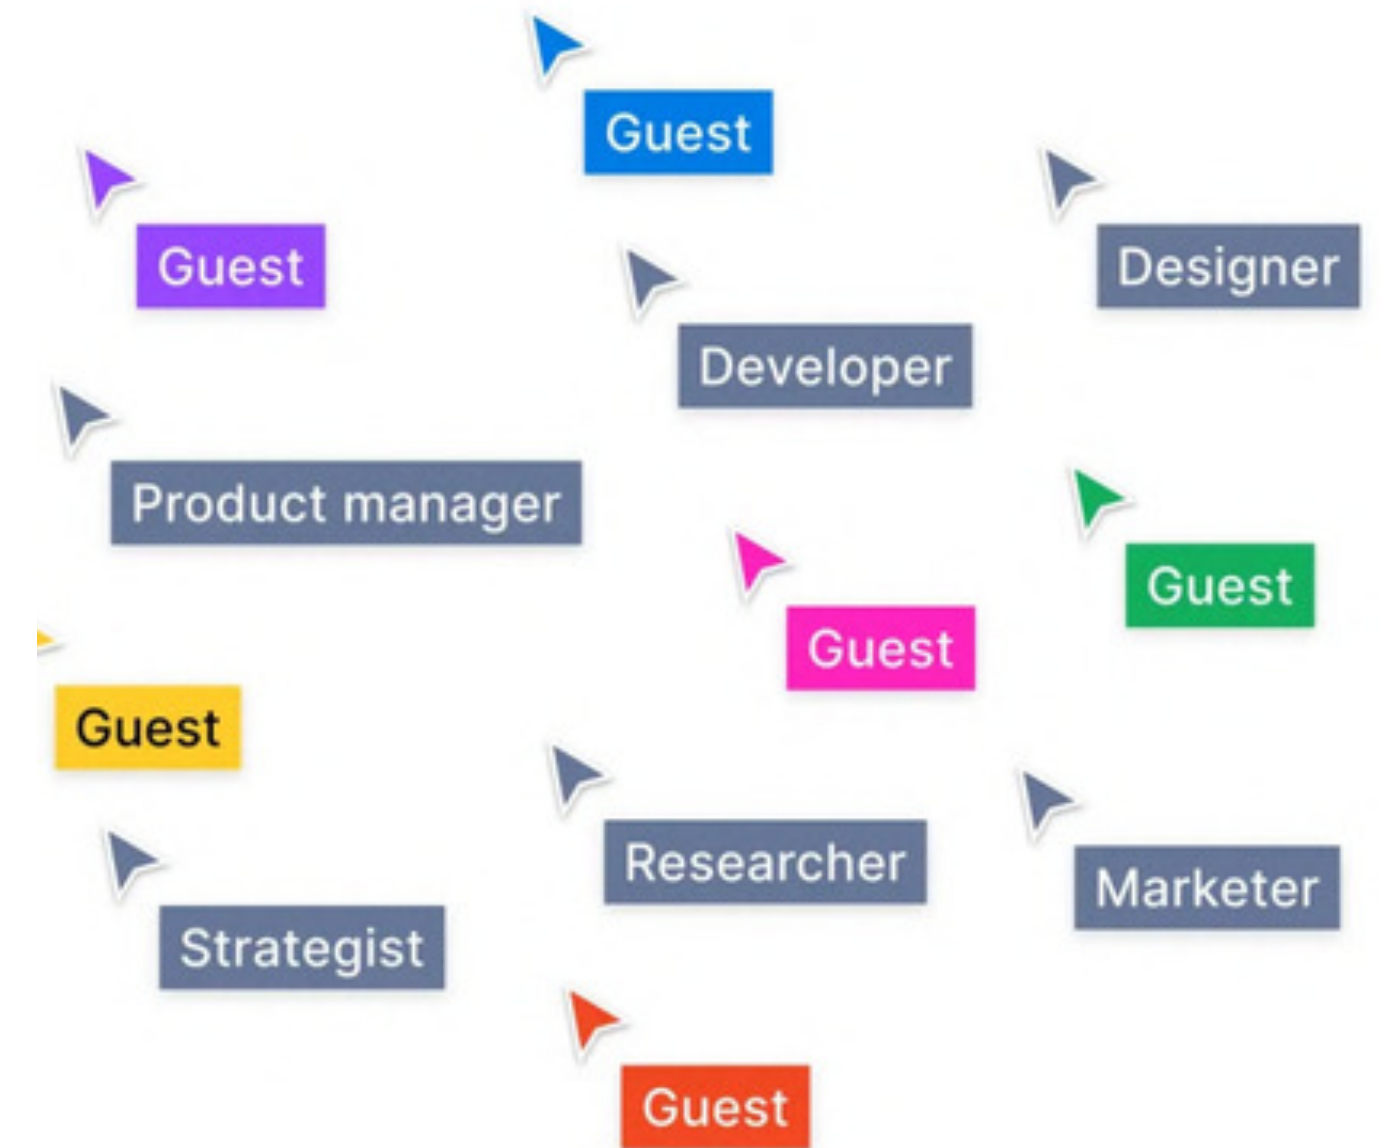 Guest
Guest
Designer
Developer
Product manager
Guest
Guest
Guest
Researcher
Marketer
Strategist
Guest